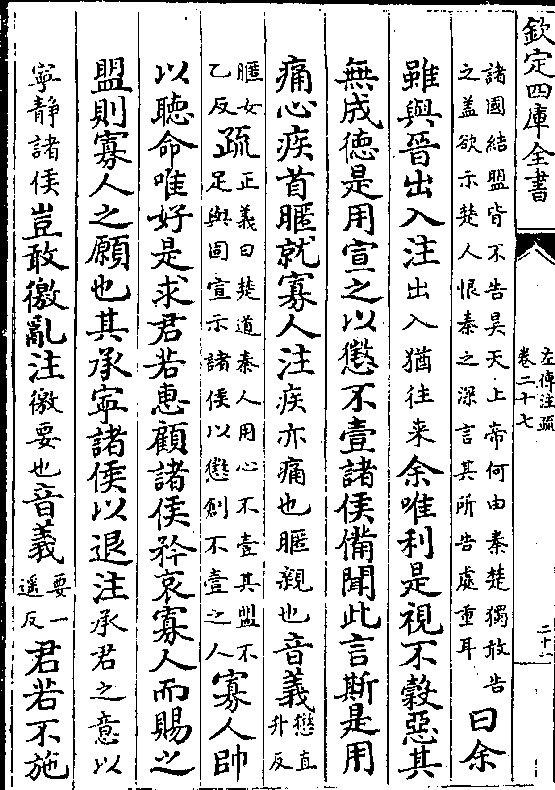 欽定四庫全書
左傳注疏
卷二十七
諸國結盟皆不告昊天上帝何由秦楚獨敢告
之蓋欲示楚人恨秦之深言其所告虛重耳
曰余
雖與晉出入注出入猶往来余唯利是視不穀惡其
無成德是用宣之以懲不壹諸侯備聞此言斯是用
痛心疾首暱就寡人注疾亦痛也暱親也音義懲直
升反
暱女
乙反疏正義曰楚道秦人用心不壹其盟不
足與固宣示諸侯以懲創不壹之人寡人帥
以聽命唯好是求君若惠顧諸侯矜哀寡人而賜之
盟則寡人之願也其承寧諸侯以退注承君之意以
寧静諸侯豈敢徼亂注徼要也音義要一
遥反君若不施